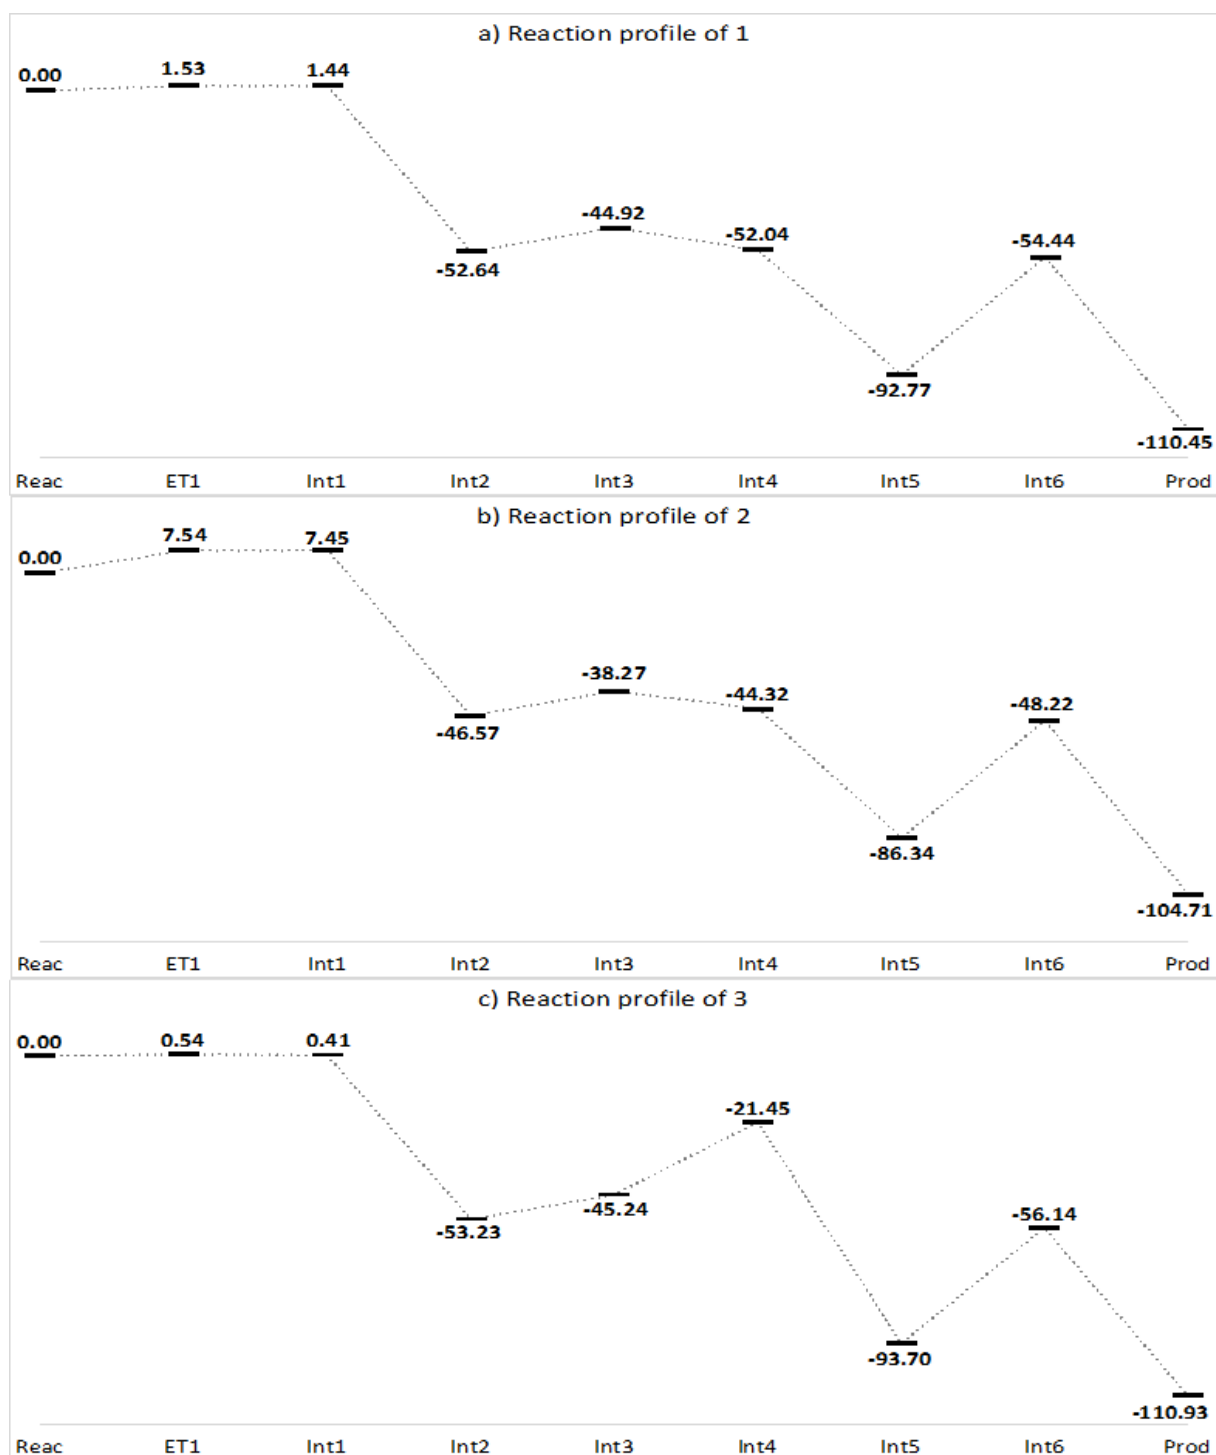 a) Reaction profile of 1
0.00 1.53 1.44
-44.92 -52.04 -54.44
-52.64
-92.77
-110.45
Reac ET1 Int1 Int2 Int3 Int4 Int5 Int6 Prod
b) Reaction profile of 2
0.00 7.54 7.45
-38.27 -44.32 -48.22
-46.57
-86.34
-104.71
Reac ET1 Int1 Int2 Int3 Int4 Int5 Int6 Prod
c) Reaction profile of 3
0.00 0.54 0.41
-21.45
-45.24 -56.14
-53.23
-93.70
-110.93
Reac ET1 Int1 Int2 Int3 Int4 Int5 Int6 Prod